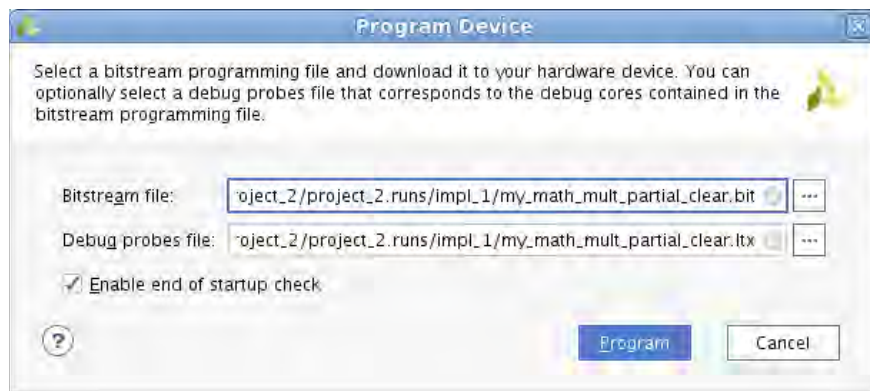 Program Device
Select a bitstream programming file and download it to your hardware device. You can
optionally select a debug probes file that corresponds to the debug cores contained in the
bitstream programming file.
Bitstream file: oject_2/project_2.runs/impl_1/my_math_mult_partial_clear.bit ...
Debug probes file: oject_2/project_2.runs/impl_1/my_math_mult_partial_clear.ltx ...
Enable end of startup check
? Program Cancel